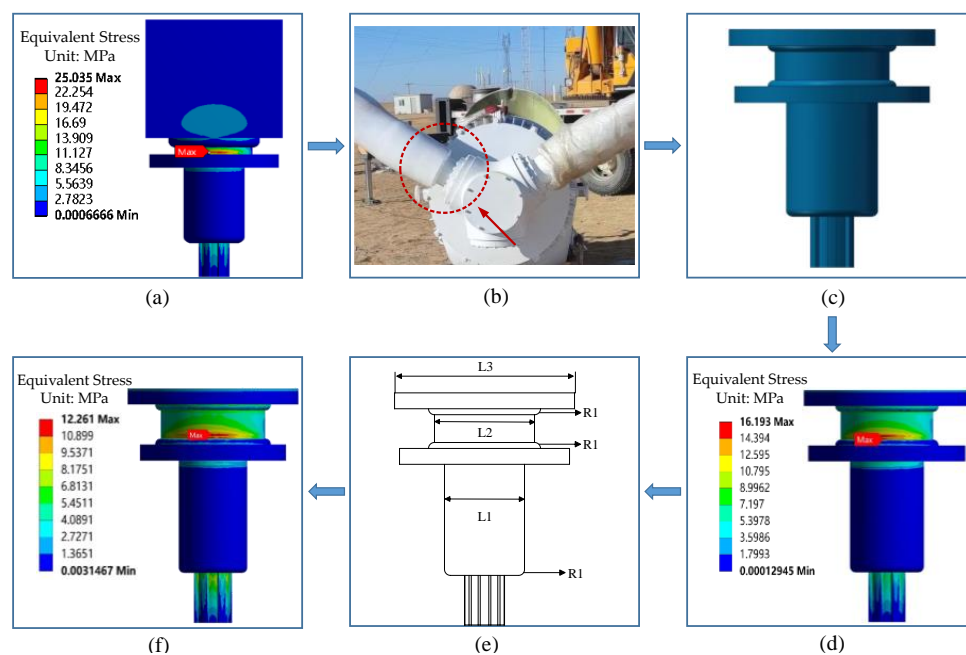 Equivalent Stress
Unit: MPa
25.035 Max
22.254
19.472
16.69
13.909
11.127
8.3456
5.5639
2.7823
0.0006666 Min
Max
(a)
(b)
(c)
Equivalent Stress
Unit: MPa
12.261 Max
10.899
9.5371
8.1751
6.8131
5.4511
4.0891
2.7271
1.3651
0.0031467 Min
Max
(f)
L3
R1
L2
R1
L1
R1
(e)
Equivalent Stress
Unit: MPa
16.193 Max
14.394
12.595
10.795
8.9962
7.197
5.3978
3.5986
1.7993
0.00012945 Min
Max
(d)